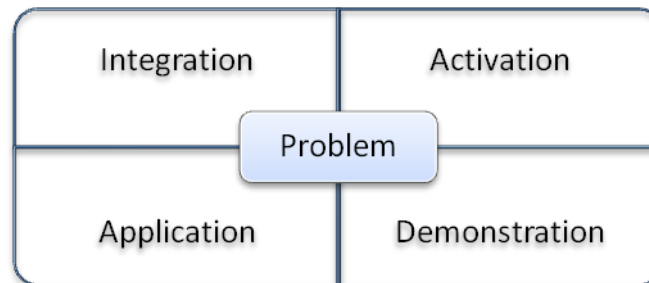 Integration
Activation
Problem
Application
Demonstration